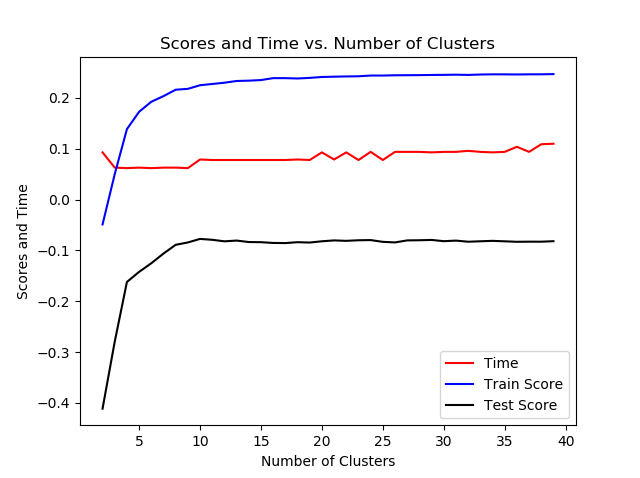 Scores and Time vs. Number of Clusters
Scores and Time
0.2
0.1
0.0
−0.1
−0.2
−0.3
−0.4
5 10 15 20 25 30 35 40
Number of Clusters
Time
Train Score
Test Score